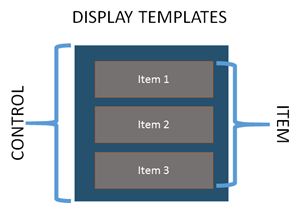 DISPLAY TEMPLATES
CONTROL
Item 1
Item 2
Item 3
ITEM